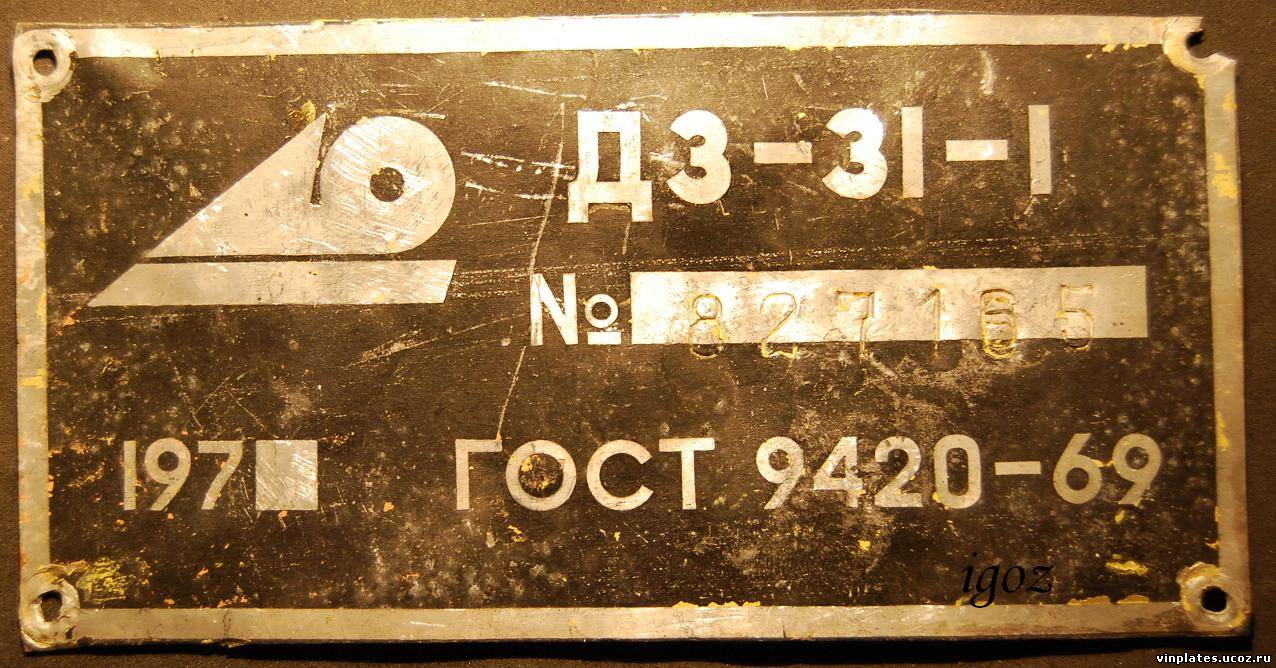 ДЗ-31-1
№ 827165
197 ГОСТ 9420-69
igoz
vinplates.ucoz.ru